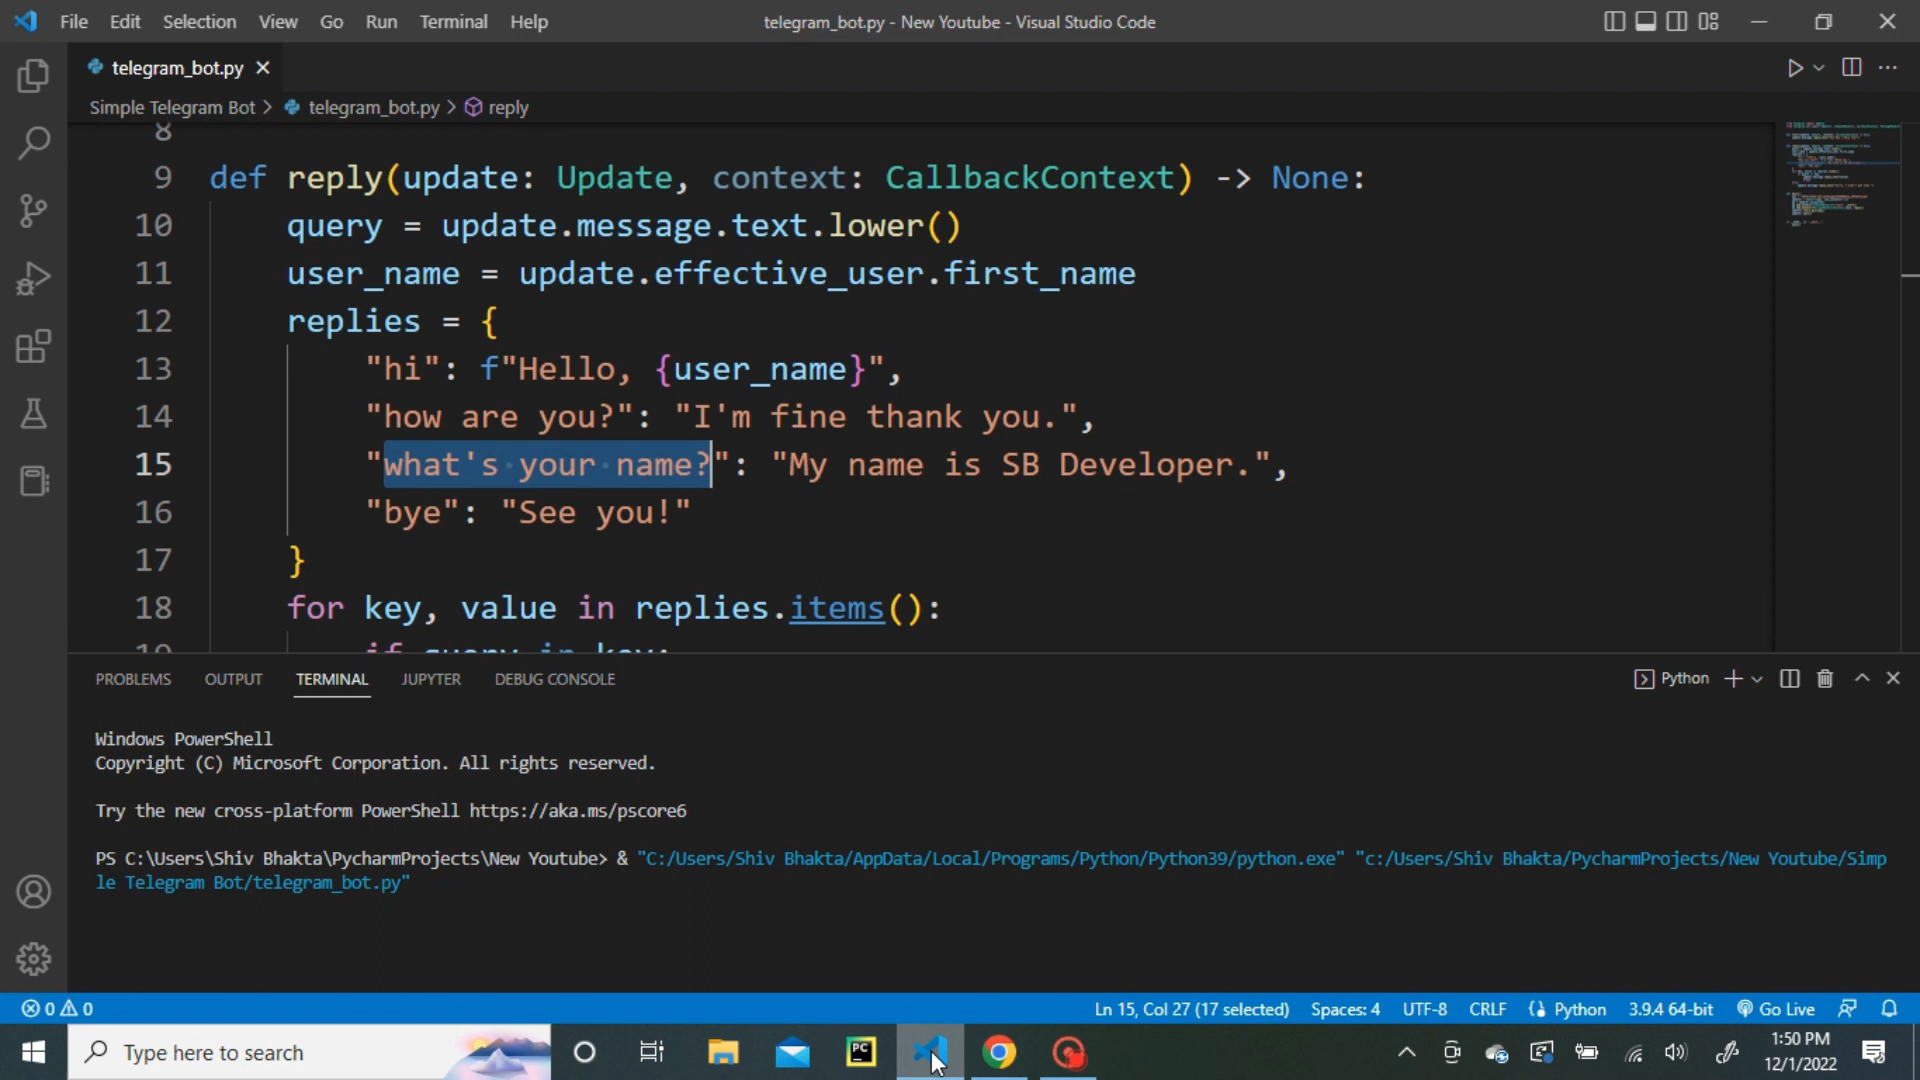 File Edit Selection View Go Run Terminal Help
telegram_bot.py - New Youtube - Visual Studio Code
telegram_bot.py
Simple Telegram Bot > telegram_bot.py > reply
8
9 def reply(update: Update, context: CallbackContext) -> None:
10 query = update.message.text.lower()
11 user_name = update.effective_user.first_name
12 replies = {
13 "hi": f"Hello, {user_name}",
14 "how are you?": "I'm fine thank you.",
15 "what's your name?": "My name is SB Developer.",
16 "bye": "See you!"
17 }
18 for key, value in replies.items():
19 if query in key:
PROBLEMS OUTPUT TERMINAL JUPYTER DEBUG CONSOLE
Python
Windows PowerShell
Copyright (C) Microsoft Corporation. All rights reserved.
Try the new cross-platform PowerShell https://aka.ms/pscore6
PS C:\Users\Shiv Bhakta\PycharmProjects\New Youtube> & "C:/Users/Shiv Bhakta/AppData/Local/Programs/Python/Python39/python.exe" "c:/Users/Shiv Bhakta/PycharmProjects/New Youtube/Simp
le Telegram Bot/telegram_bot.py"
0 0
Ln 15, Col 27 (17 selected) Spaces: 4 UTF-8 CRLF Python 3.9.4 64-bit Go Live
Type here to search
PC
1:50 PM
12/1/2022